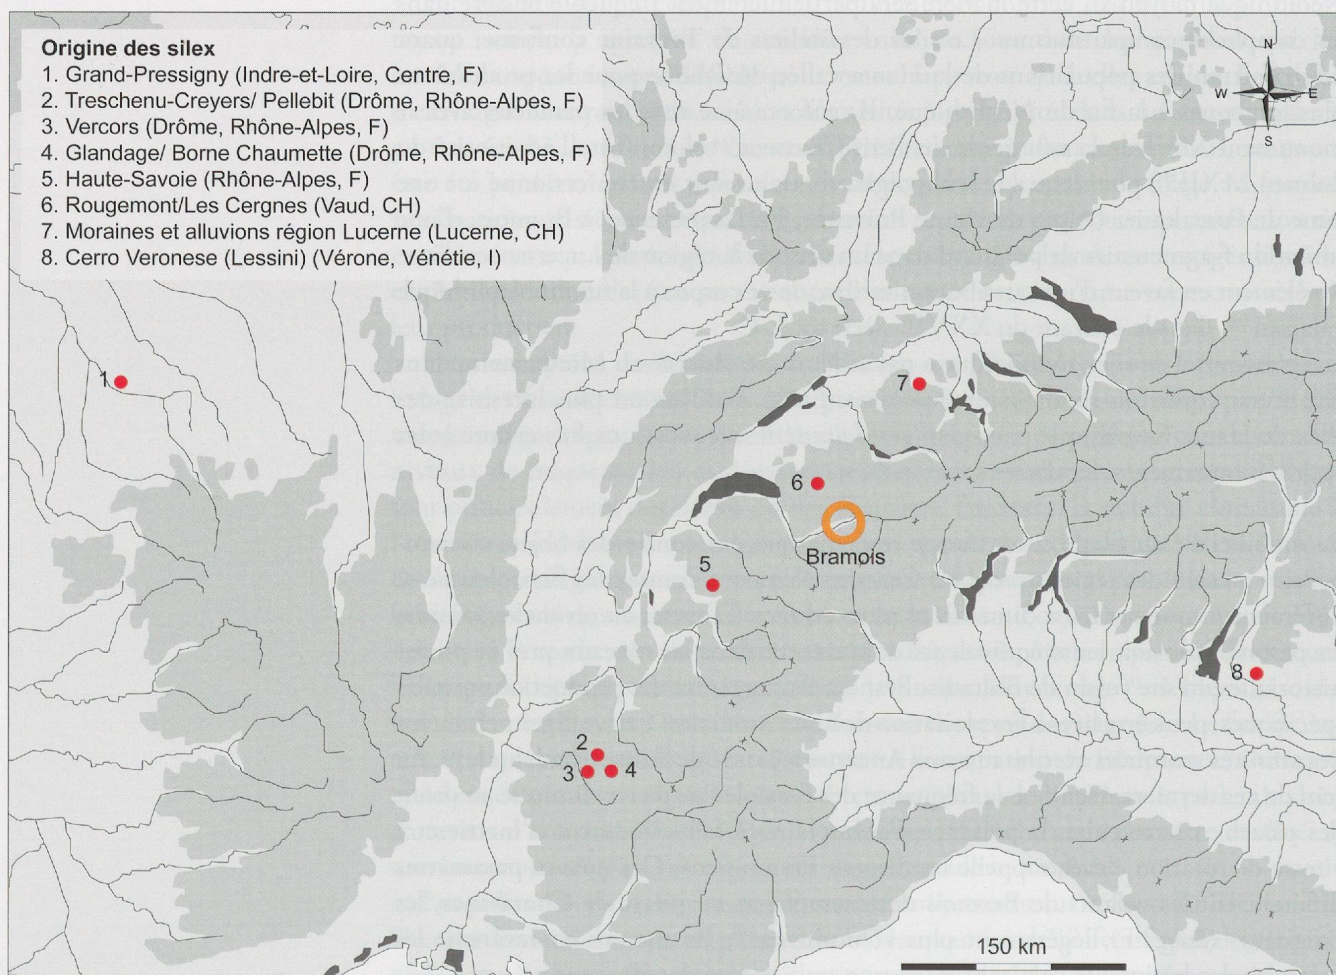 Origine des silex
1. Grand-Pressigny (Indre-et-Loire, Centre, F)
2. Treschenu-Creyers/ Pellebit (Drôme, Rhône-Alpes, F)
3. Vercors (Drôme, Rhône-Alpes, F)
4. Glandage/ Borne Chaumette (Drôme, Rhône-Alpes, F)
5. Haute-Savoie (Rhône-Alpes, F)
6. Rougemont/Les Cergnes (Vaud, CH)
7. Moraines et alluvions région Lucerne (Lucerne, CH)
8. Cerro Veronese (Lessini) (Vérone, Vénétie, I)
N
W
E
S
1
7
6
Bramois
5
8
2
3
4
150 km